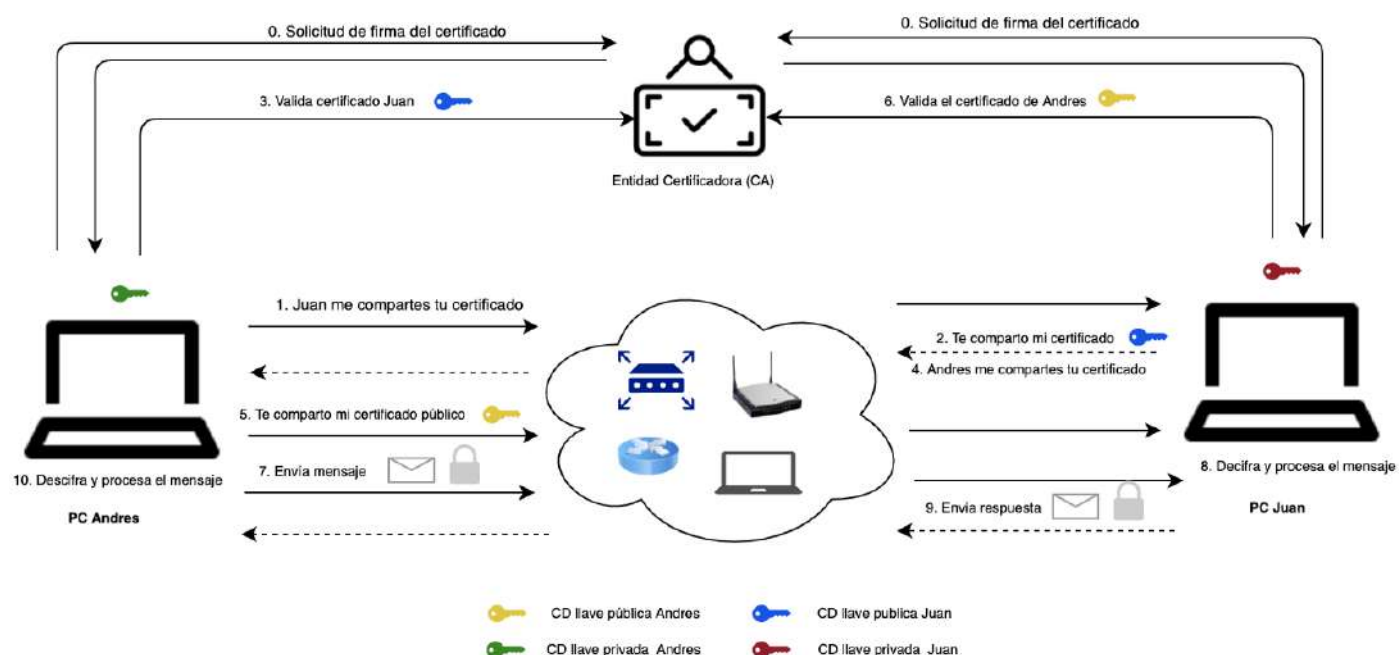 0. Solicitud de firma del certificado
0. Solicitud de firma del certificado
3. Valida certificado Juan
6. Valida el certificado de Andres
Entidad Certificadora (CA)
1. Juan me compartes tu certificado
2. Te comparto mi certificado
4. Andres me compartes tu certificado
5. Te comparto mi certificado público
7. Envía mensaje
8. Decifra y procesa el mensaje
10. Descifra y procesa el mensaje
9. Envia respuesta
PC Andres
PC Juan
CD llave pública Andres
CD llave publica Juan
CD llave privada Andres
CD llave privada Juan